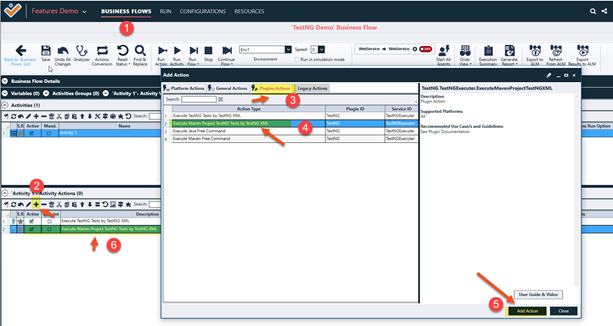 Features Demo
BUSINESS FLOWS
RUN
CONFIGURATIONS
RESOURCES
1
'TestNG Demo' Business Flow
Back to Business Flows List
Save
Undo All Changes
Analyzer
Actions Conversion
Reset Status
Find & Replace
Run Action
Run Activity
Run Flow
Stop
Continue Flow
Env1
Environment
Speed: 0
Run in simulation mode
WebService WebServices OFF
Start All Agents
Grids View
Execution Summary
Generate Report
Export to ALM
Refresh From ALM
Export Results to ALM
Business Flow Details
Variables (0)
Activities Groups (0)
'Activity 1'-
Activities (1)
S.R Active Mand. Name
Run Option
1 Activity 1
Add Action
Platform Actions
General Actions
PlugIns Actions
Legacy Actions
Search:
3
Action Type Plugin ID Service ID
1 Execute TestNG Tests by TestNG XML TestNG TestNGExecuter
2 Execute Maven Project TestNG Tests by TestNG XML TestNG TestNGExecuter
3 Execute Java Free Command TestNG TestNGExecuter
4 Execute Maven Free Command TestNG TestNGExecuter
4
TestNG.TestNGExecuter.ExecuteMavenProjectTestNGTests
Description:
Plugin Action
Supported Platforms:
All
Recommended Use Case/s and Guidelines:
See Plugin Documentation
User Guide & Video
5
Add Action
Close
2
'Activity 1'- Activity Actions (0)
Search:
S.R Active Description
1 Execute TestNG Tests by TestNG XML
2 Execute Maven Project TestNG Tests by TestNG XML
6